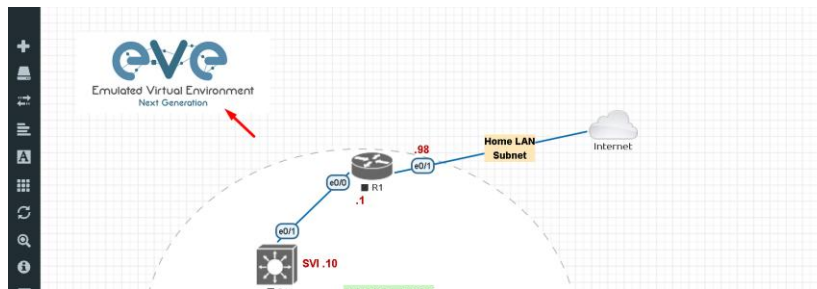 eve
Emulated Virtual Environment
Next Generation
.98
Home LAN
Subnet
Internet
e0/1
e0/0
R1
.1
e0/1
SVI .10
A